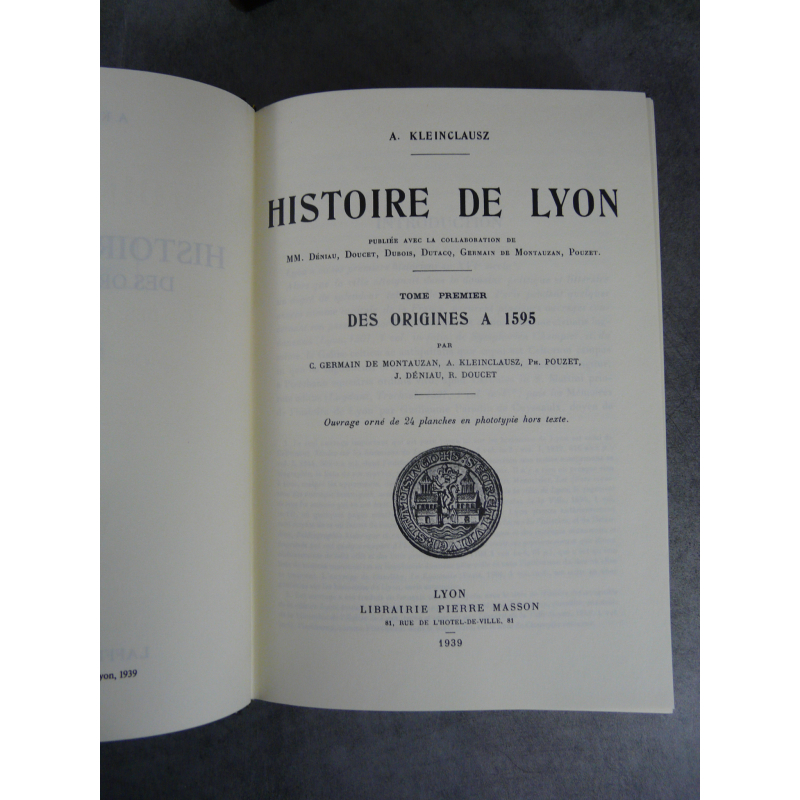 A. KLEINCLAUSZ
HISTOIRE DE LYON
PUBLIÉE AVEC LA COLLABORATION DE
MM. DÉNIAU, DOUCET, DUBOIS, DUTACQ, GERMAIN DE MONTAUZAN, POUZET.
TOME PREMIER
DES ORIGINES A 1595
PAR
C. GERMAIN DE MONTAUZAN, A. KLEINCLAUSZ, PH. POUZET,
J. DÉNIAU, R. DOUCET
Ouvrage orné de 24 planches en phototypie hors texte.
LYON
LIBRAIRIE PIERRE MASSON
81, RUE DE L'HOTEL-DE-VILLE, 81
1939
yon, 1939